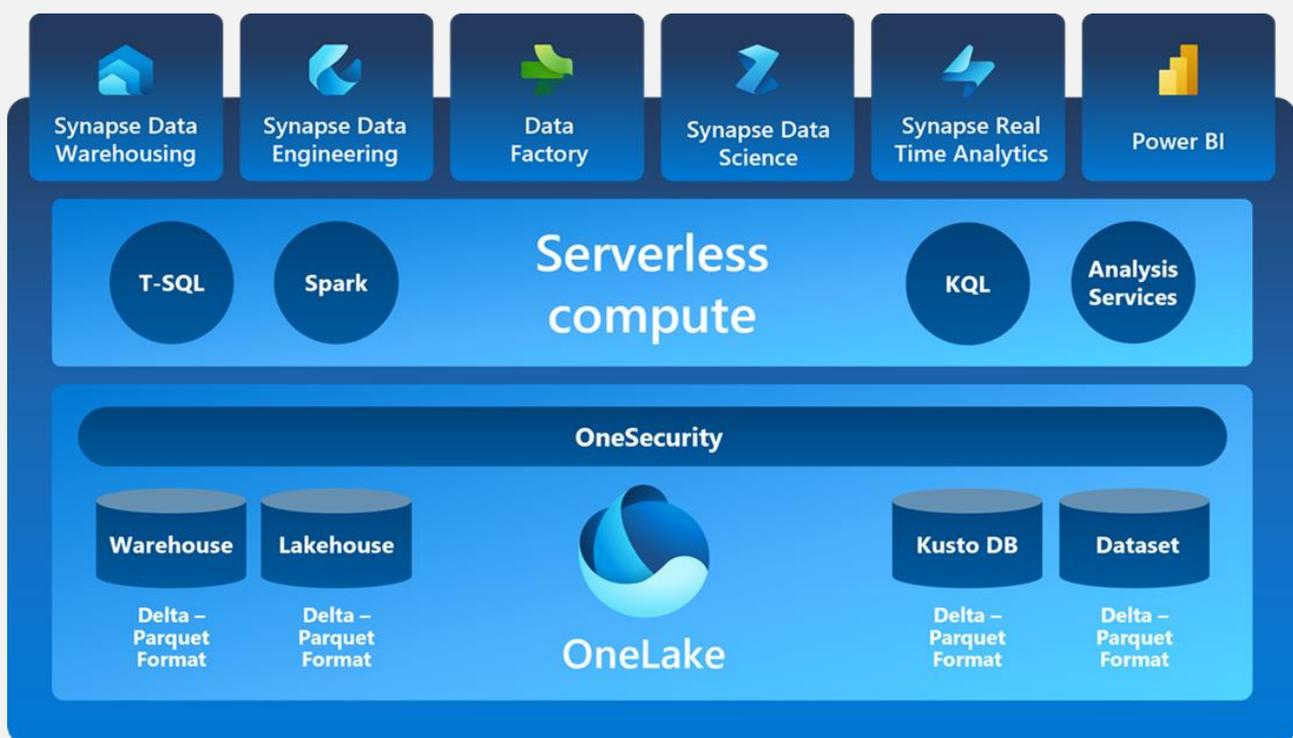 Synapse Data
Warehousing
Synapse Data
Engineering
Data
Factory
Synapse Data
Science
Synapse Real
Time Analytics
Power BI
T-SQL
Spark
Serverless
compute
KQL
Analysis
Services
OneSecurity
Warehouse
Lakehouse
Kusto DB
Dataset
Delta –
Parquet
Format
Delta –
Parquet
Format
OneLake
Delta –
Parquet
Format
Delta –
Parquet
Format